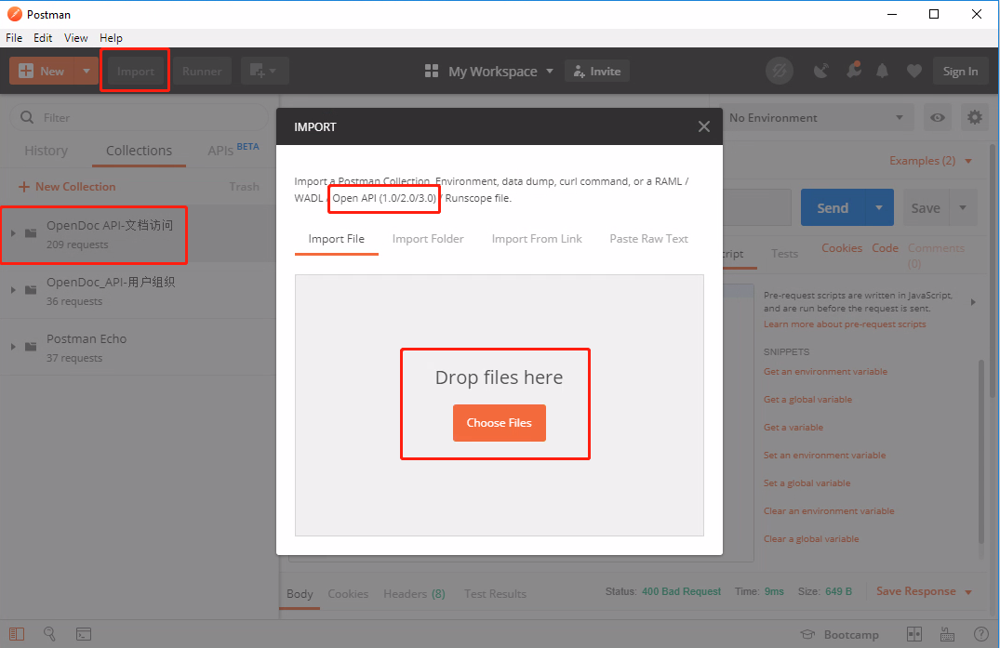 Postman
File Edit View Help
New Import Runner My Workspace Invite Sign In
Filter
History Collections APIs BETA
New Collection Trash
OpenDoc API-文档访问
209 requests
OpenDoc_API-用户组织
36 requests
Postman Echo
37 requests
IMPORT
Import a Postman Collection, Environment, data dump, curl command, or a RAML /
WADL / Open API (1.0/2.0/3.0) / Runscope file.
Import File Import Folder Import From Link Paste Raw Text
Drop files here
Choose Files
No Environment
Examples (2)
Send Save
cript Tests Cookies Code Comments
(0)
Pre-request scripts are written in JavaScript,
and are run before the request is sent.
Learn more about pre-request scripts
SNIPPETS
Get an environment variable
Get a global variable
Get a variable
Set an environment variable
Set a global variable
Clear an environment variable
Clear a global variable
Body Cookies Headers (8) Test Results Status: 400 Bad Request Time: 9ms Size: 649 B Save Response
Bootcamp